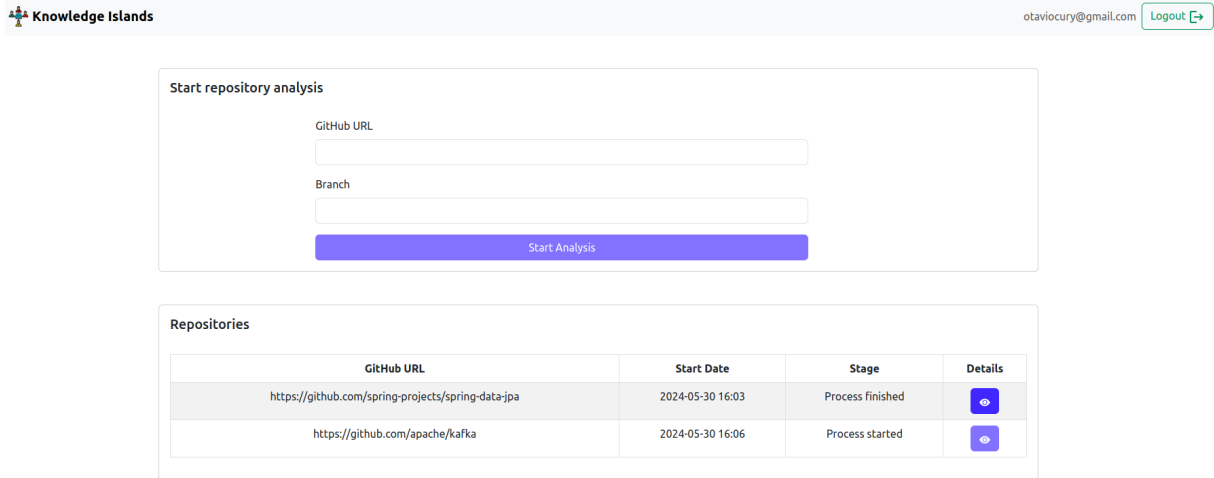 Knowledge Islands
otaviocury@gmail.com Logout
Start repository analysis
GitHub URL
Branch
Start Analysis
Repositories
GitHub URL Start Date Stage Details
https://github.com/spring-projects/spring-data-jpa 2024-05-30 16:03 Process finished
https://github.com/apache/kafka 2024-05-30 16:06 Process started